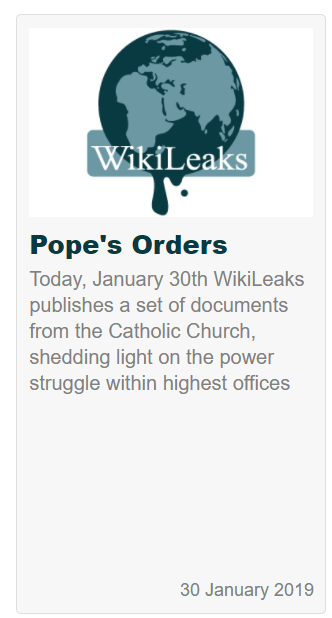 WikiLeaks
Pope's Orders
Today, January 30th WikiLeaks
publishes a set of documents
from the Catholic Church,
shedding light on the power
struggle within highest offices
30 January 2019